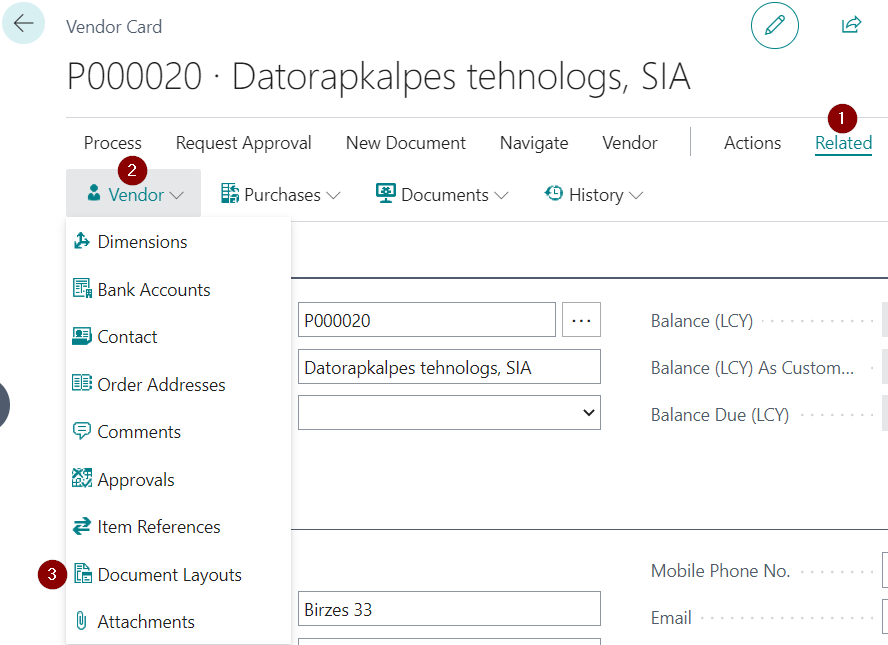 Vendor Card
P000020 · Datorapkalpes tehnologs, SIA
1
Process Request Approval New Document Navigate Vendor Actions Related
2
Vendor Purchases Documents History
Dimensions
Bank Accounts
P000020 ... Balance (LCY)
Contact
Datorapkalpes tehnologs, SIA Balance (LCY) As Custom...
Order Addresses
Balance Due (LCY)
Comments
Approvals
Item References
3 Document Layouts Mobile Phone No.
Birzes 33 Email
Attachments